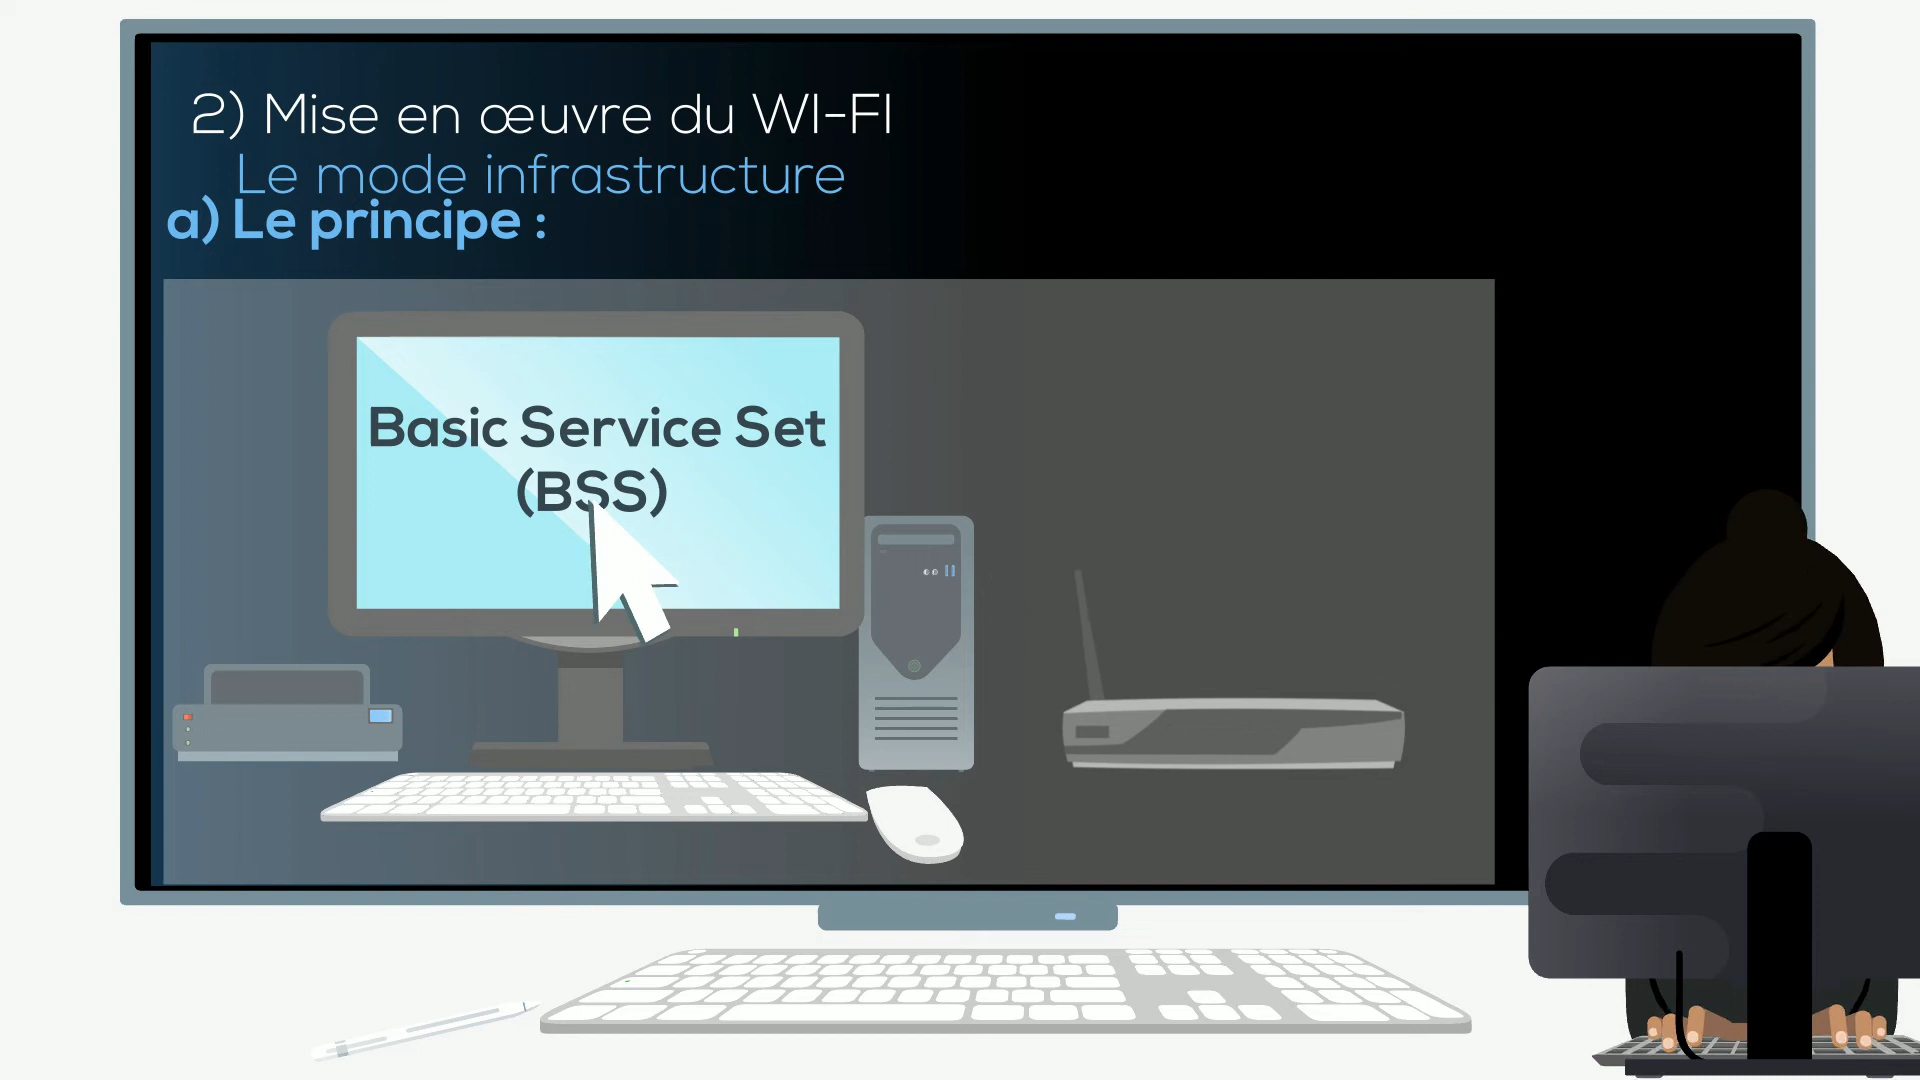 2) Mise en œuvre du WI-FI
Le mode infrastructure
a) Le principe :
Basic Service Set
(BSS)